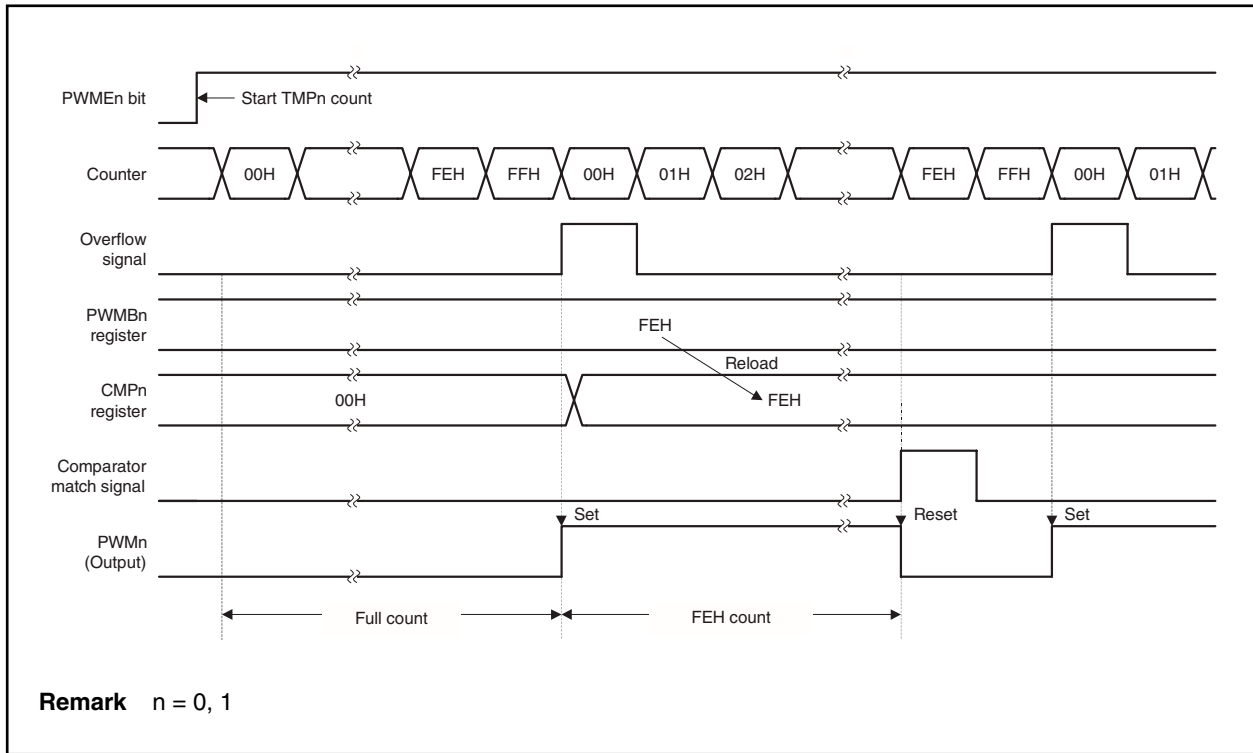 PWMEn bit
Start TMPn count
Counter
00H FEH FFH 00H 01H 02H FEH FFH 00H 01H
Overflow
signal
PWMBn
register
FEH
Reload
CMPn
register
00H
FEH
Comparator
match signal
Set Reset Set
PWMn
(Output)
Full count FEH count
Remark n = 0, 1